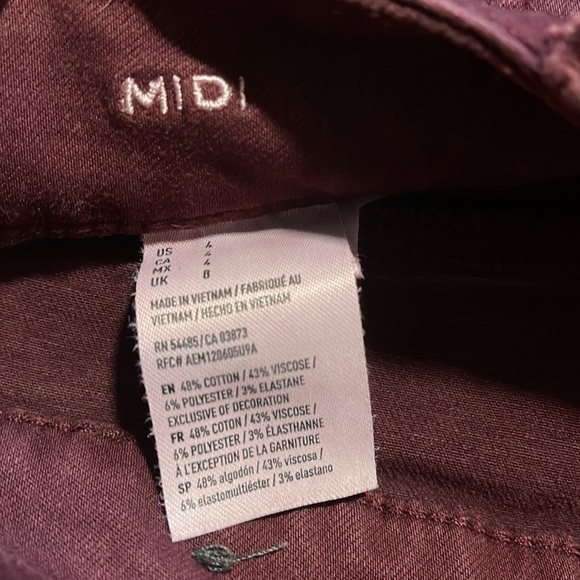 MIDI
US 4
CA 4
MX 4
UK 8
MADE IN VIETNAM / FABRIQUÉ AU
VIETNAM / HECHO EN VIETNAM
RN 54485/CA 03873
RFC# AEM120605U9A
EN 48% COTTON / 43% VISCOSE /
6% POLYESTER / 3% ELASTANE
EXCLUSIVE OF DECORATION
FR 48% COTON / 43% VISCOSE /
6% POLYESTER / 3% ÉLASTHANNE
À L'EXCEPTION DE LA GARNITURE
SP 48% algodón / 43% viscosa /
6% elastomultiéster / 3% elastano